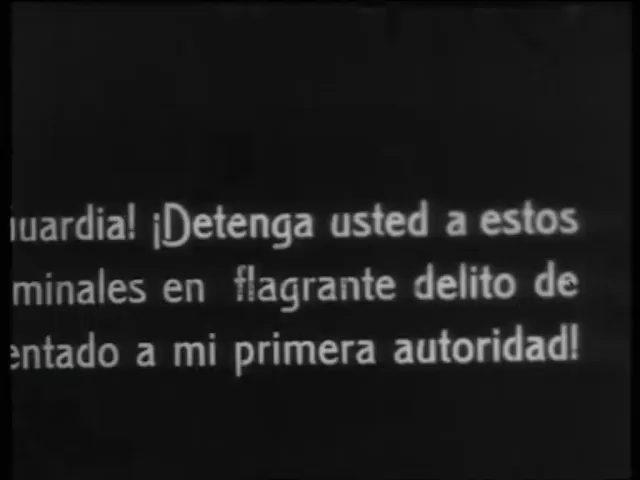 uardia! ¡Detenga usted a estos
minales en flagrante delito de
entado a mi primera autoridad!